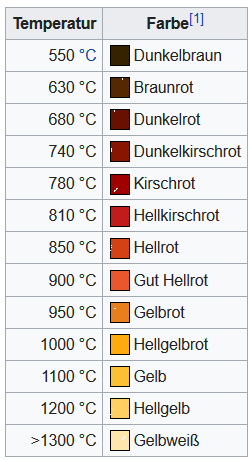 Temperatur Farbe[1]
550 °C Dunkelbraun
630 °C Braunrot
680 °C Dunkelrot
740 °C Dunkelkirschrot
780 °C Kirschrot
810 °C Hellkirschrot
850 °C Hellrot
900 °C Gut Hellrot
950 °C Gelbrot
1000 °C Hellgelbrot
1100 °C Gelb
1200 °C Hellgelb
>1300 °C Gelbweiß